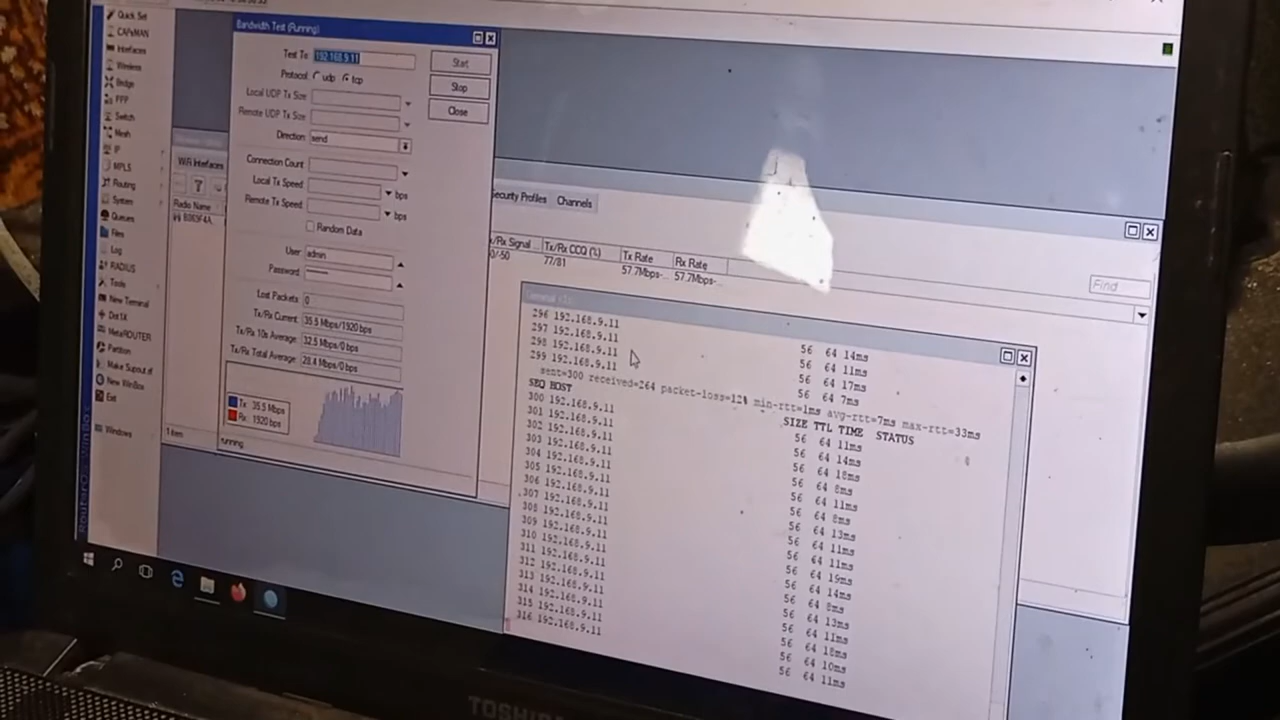 Quick Set
CAPsMAN
Interfaces
Wireless
Bridge
PPP
Switch
Mesh
IP
MPLS
Routing
System
Queues
Files
Log
RADIUS
Tools
New Terminal
Dot1X
MetaROUTER
Partition
Make Supout.rif
New WinBox
Exit
Windows
RouterOS WinBox
Bandwidth Test (Running)
Test To: 192.168.9.11
Protocol: udp tcp
Local UDP Tx Size:
Remote UDP Tx Size:
Direction: send
Connection Count:
Local Tx Speed: bps
Remote Tx Speed: bps
Random Data
User: admin
Password: ********
Lost Packets: 0
Tx/Rx Current: 35.5 Mbps/1920 bps
Tx/Rx 10s Average: 32.5 Mbps/0 bps
Tx/Rx Total Average: 28.4 Mbps/0 bps
Tx: 35.5 Mbps
Rx: 1920 bps
running...
Start
Stop
Close
WiFi Interfaces
Radio Name
1 item
Security Profiles Channels
/Rx Signal ... Tx/Rx CCQ (%) Tx Rate Rx Rate
0/-50 77/81 57.7Mbps-... 57.7Mbps-...
Find
296 192.168.9.11 56 64 14ms
297 192.168.9.11 56 64 11ms
298 192.168.9.11 56 64 17ms
299 192.168.9.11 56 64 7ms
sent=300 received=264 packet-loss=12% min-rtt=1ms avg-rtt=7ms max-rtt=33ms
SEQ HOST SIZE TTL TIME STATUS
300 192.168.9.11 56 64 11ms
301 192.168.9.11 56 64 14ms
302 192.168.9.11 56 64 18ms
303 192.168.9.11 56 64 8ms
304 192.168.9.11 56 64 11ms
305 192.168.9.11 56 64 8ms
306 192.168.9.11 56 64 13ms
307 192.168.9.11 56 64 11ms
308 192.168.9.11 56 64 11ms
309 192.168.9.11 56 64 19ms
310 192.168.9.11 56 64 14ms
311 192.168.9.11 56 64 8ms
312 192.168.9.11 56 64 13ms
313 192.168.9.11 56 64 11ms
314 192.168.9.11 56 64 18ms
315 192.168.9.11 56 64 10ms
316 192.168.9.11 56 64 11ms
TOSHIBA